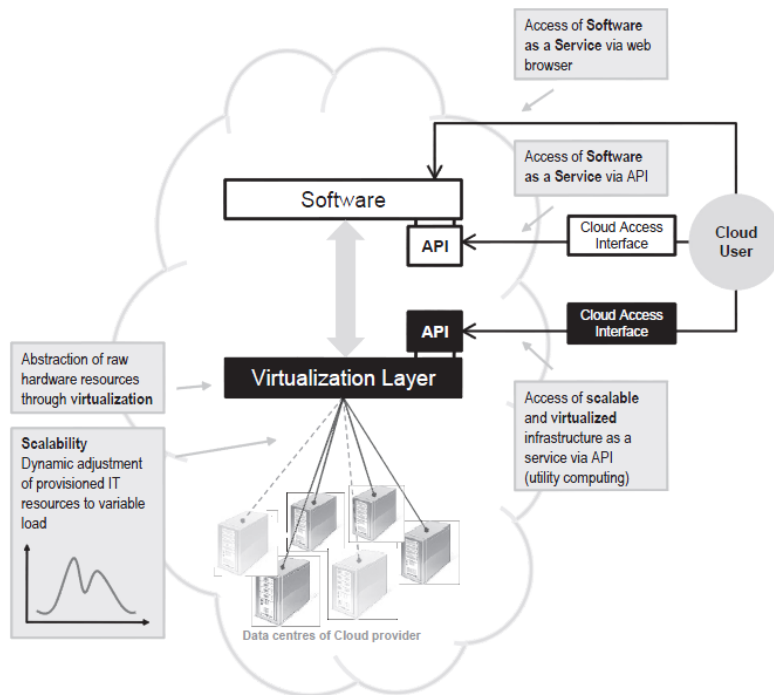 Access of Software
as a Service via web
browser
Access of Software
as a Service via API
Software
API
Cloud Access
Interface
Cloud
User
API
Cloud Access
Interface
Abstraction of raw
hardware resources
through virtualization
Virtualization Layer
Access of scalable
and virtualized
infrastructure as a
service via API
(utility computing)
Scalability
Dynamic adjustment
of provisioned IT
resources to variable
load
Data centres of Cloud provider